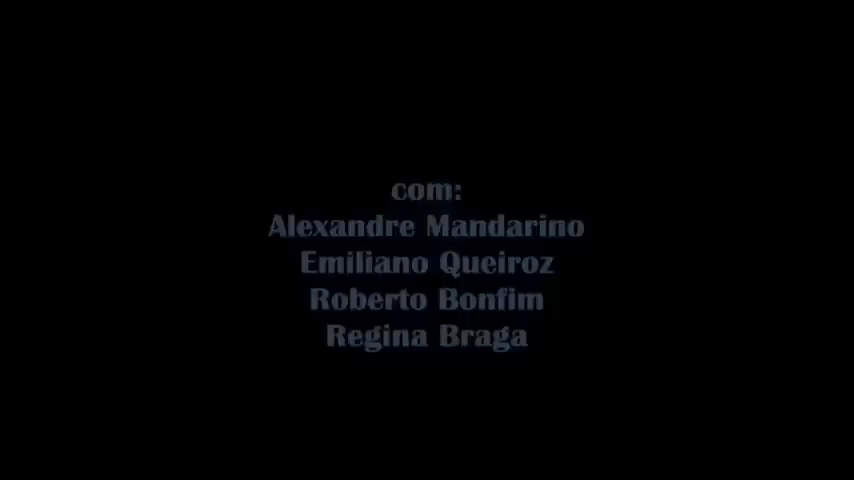 com:
Alexandre Mandarino
Emiliano Queiroz
Roberto Bonfim
Regina Braga